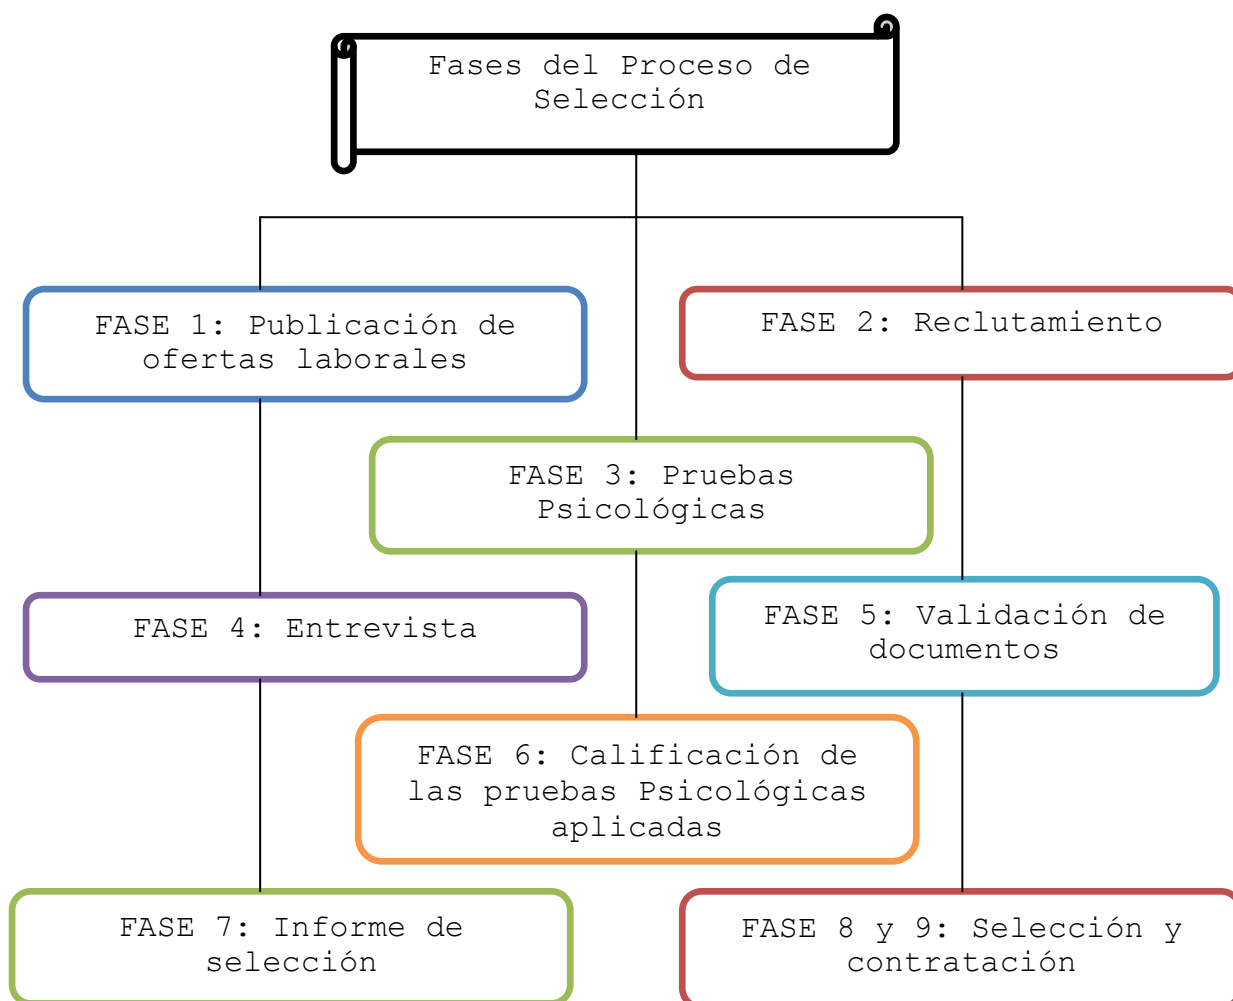 Fases del Proceso de
Selección
FASE 1: Publicación de
ofertas laborales
FASE 2: Reclutamiento
FASE 3: Pruebas
Psicológicas
FASE 4: Entrevista
FASE 5: Validación de
documentos
FASE 6: Calificación de
las pruebas Psicológicas
aplicadas
FASE 7: Informe de
selección
FASE 8 y 9: Selección y
contratación